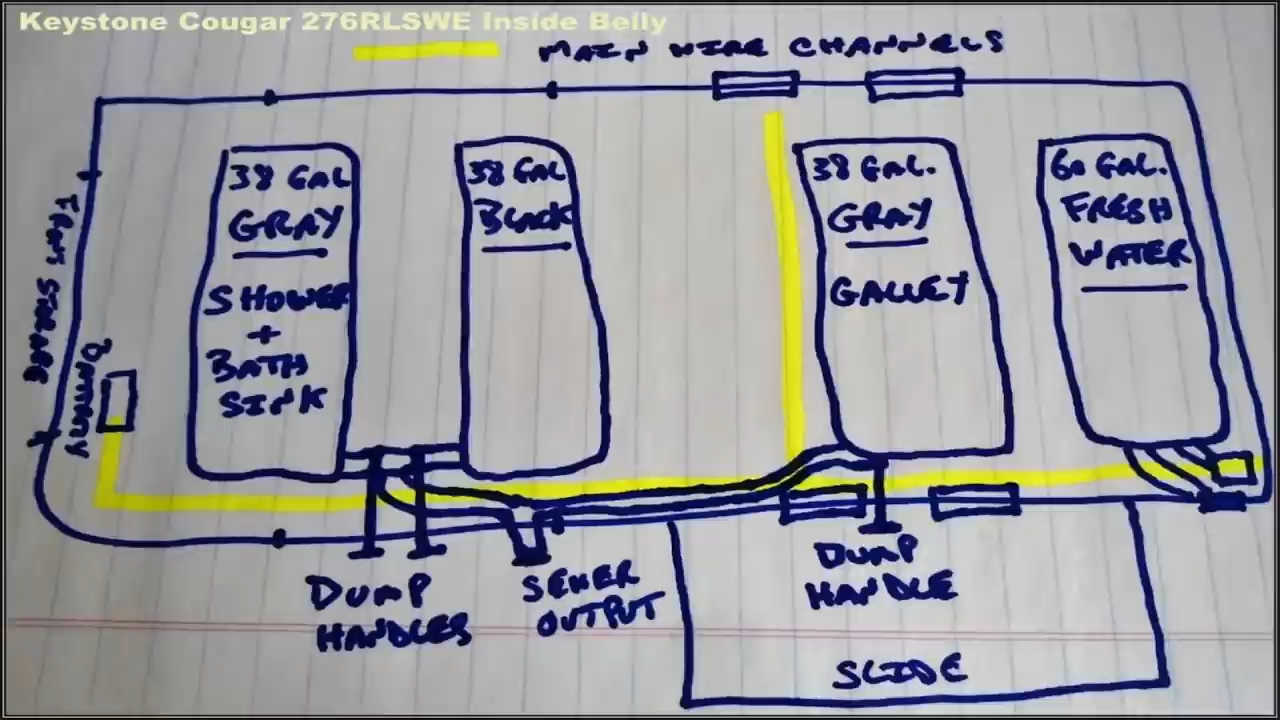 Keystone Cougar 276RLSWE Inside Belly
MAIN WIRE CHANNELS
38 GAL
GRAY
SHOWER
+
BATH
SINK
38 GAL
BLACK
38 GAL.
GRAY
GALLEY
60 GAL.
FRESH
WATER
FRONT STORAGE
BATTERY
DUMP
HANDLES
SEWER
OUTPUT
DUMP
HANDLE
SLIDE